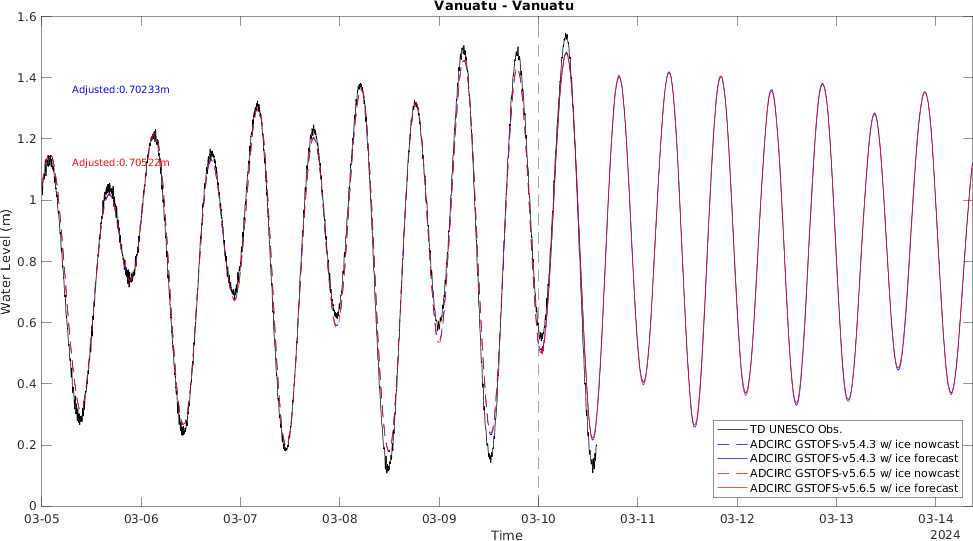 Vanuatu - Vanuatu
1.6
1.4
1.2
1
0.8
0.6
0.4
0.2
0
Water Level (m)
Adjusted:0.70233m
Adjusted:0.70522m
TD UNESCO Obs.
ADCIRC GSTOFS-v5.4.3 w/ ice nowcast
ADCIRC GSTOFS-v5.4.3 w/ ice forecast
ADCIRC GSTOFS-v5.6.5 w/ ice nowcast
ADCIRC GSTOFS-v5.6.5 w/ ice forecast
03-05 03-06 03-07 03-08 03-09 03-10 03-11 03-12 03-13 03-14
2024
Time